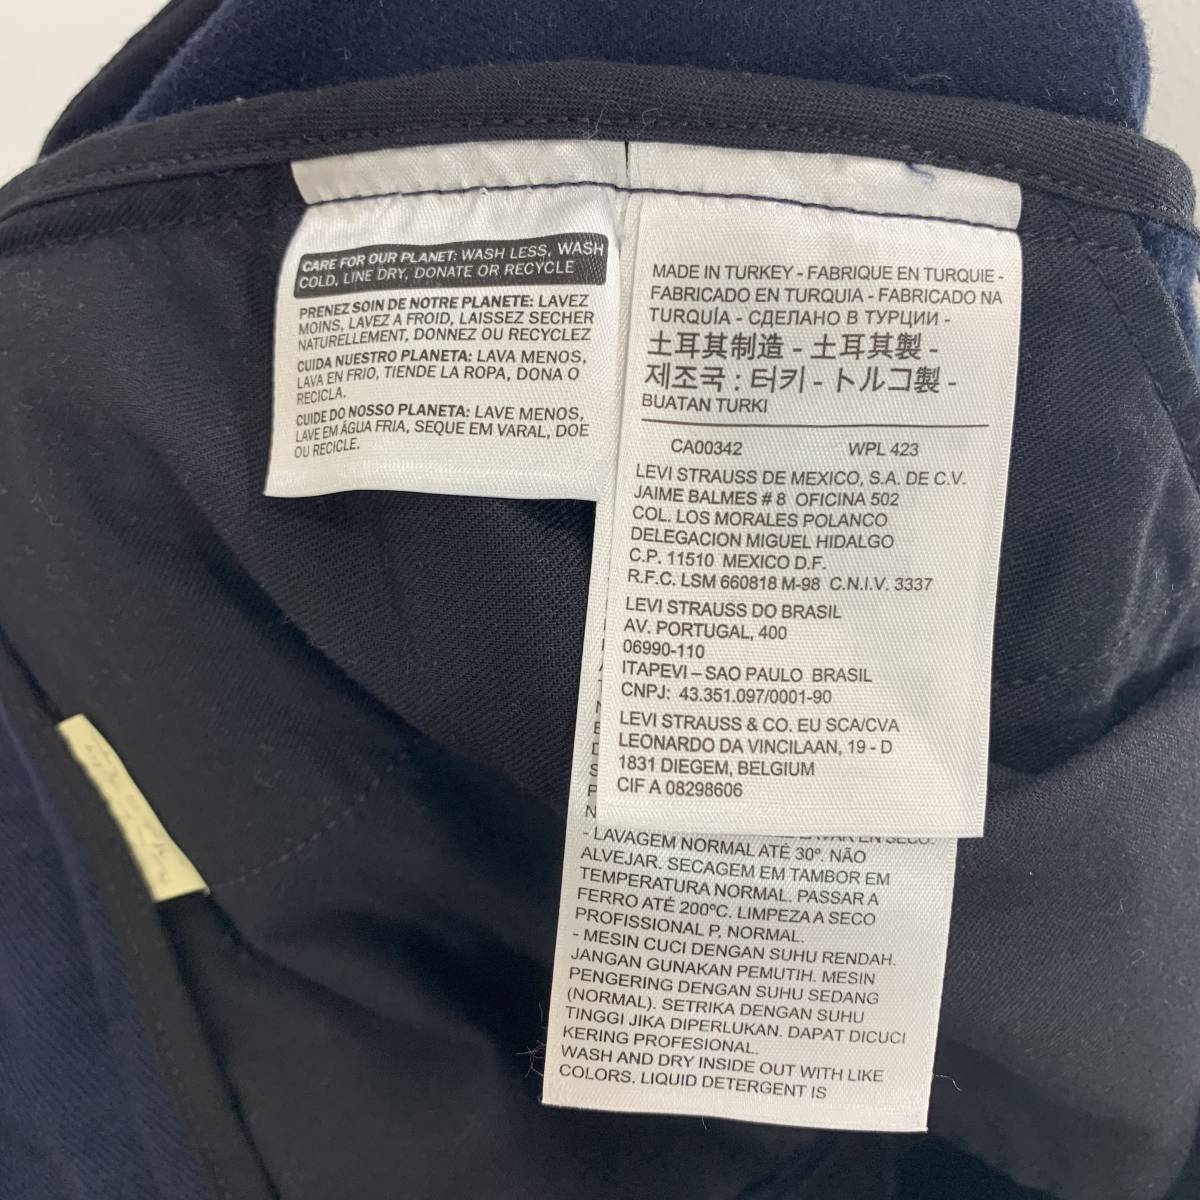 CARE FOR OUR PLANET: WASH LESS, WASH
COLD, LINE DRY, DONATE OR RECYCLE
PRENEZ SOIN DE NOTRE PLANETE: LAVEZ
MOINS, LAVEZ A FROID, LAISSEZ SECHER
NATURELLEMENT, DONNEZ OU RECYCLEZ
CUIDA NUESTRO PLANETA: LAVA MENOS,
LAVA EN FRIO, TIENDE LA ROPA, DONA O
RECICLA.
CUIDE DO NOSSO PLANETA: LAVE MENOS,
LAVE EM ÁGUA FRIA, SEQUE EM VARAL, DOE
OU RECICLE.
MADE IN TURKEY - FABRIQUE EN TURQUIE -
FABRICADO EN TURQUIA - FABRICADO NA
TURQUÍA - СДЕЛАНО В ТУРЦИИ -
土耳其制造 - 土耳其製 -
제조국 : 터키 - トルコ製 -
BUATAN TURKI
CA00342 WPL 423
LEVI STRAUSS DE MEXICO, S.A. DE C.V.
JAIME BALMES # 8 OFICINA 502
COL. LOS MORALES POLANCO
DELEGACION MIGUEL HIDALGO
C.P. 11510 MEXICO D.F.
R.F.C. LSM 660818 M-98 C.N.I.V. 3337
LEVI STRAUSS DO BRASIL
AV. PORTUGAL, 400
06990-110
ITAPEVI – SAO PAULO BRASIL
CNPJ: 43.351.097/0001-90
LEVI STRAUSS & CO. EU SCA/CVA
LEONARDO DA VINCILAAN, 19 - D
1831 DIEGEM, BELGIUM
CIF A 08298606
- LAVAGEM NORMAL ATÉ 30º. NÃO
ALVEJAR. SECAGEM EM TAMBOR EM
TEMPERATURA NORMAL. PASSAR A
FERRO ATÉ 200ºC. LIMPEZA A SECO
PROFISSIONAL P, NORMAL.
- MESIN CUCI DENGAN SUHU RENDAH.
JANGAN GUNAKAN PEMUTIH. MESIN
PENGERING DENGAN SUHU SEDANG
(NORMAL). SETRIKA DENGAN SUHU
TINGGI JIKA DIPERLUKAN. DAPAT DICUCI
KERING PROFESIONAL.
WASH AND DRY INSIDE OUT WITH LIKE
COLORS. LIQUID DETERGENT IS